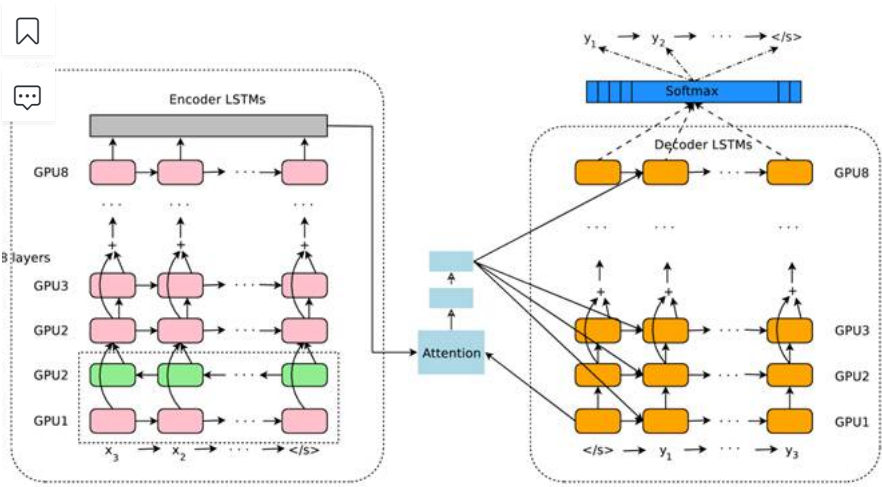 y1 y2 ... </s>
Softmax
Encoder LSTMs
Decoder LSTMs
GPU8
GPU8
... ... ...
... ...
+ + +
8 layers
GPU3
+ + +
GPU2
GPU3
Attention
GPU2
GPU2
GPU1
GPU1
x3 x2 ... </s>
</s> y1 ... y3